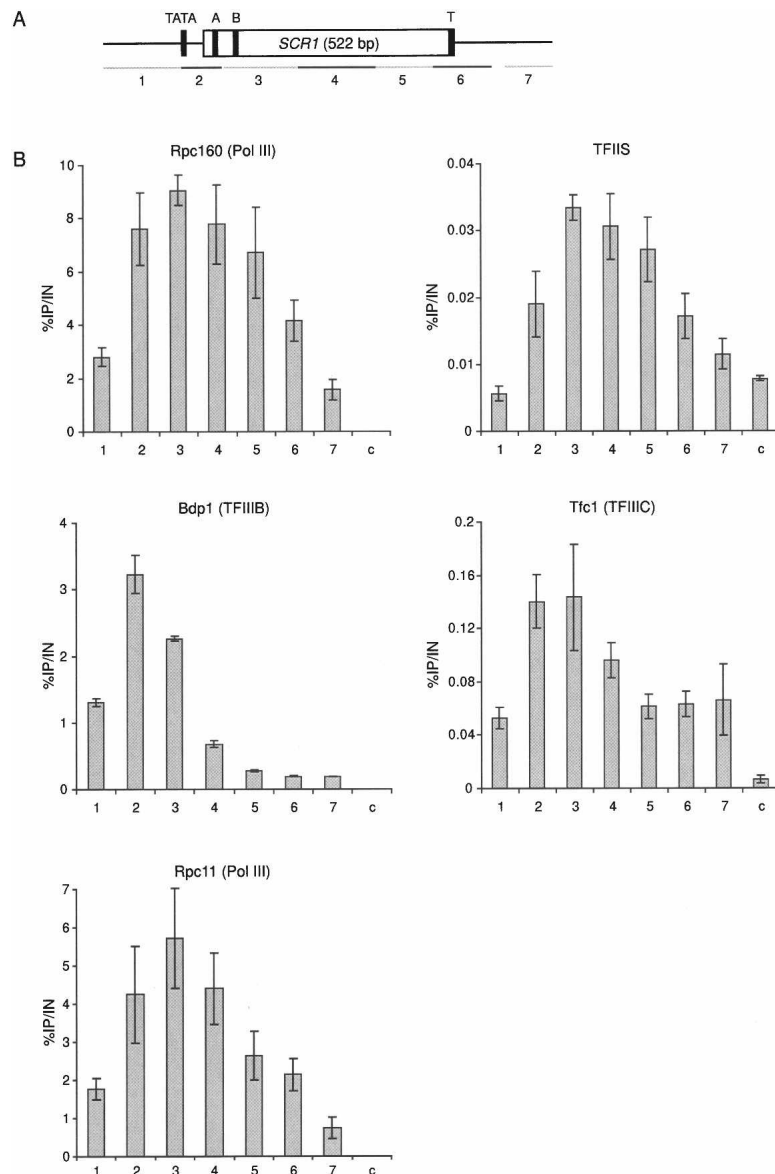 A
TATA A B T
SCR1 (522 bp)
1 2 3 4 5 6 7
B
Rpc160 (Pol III)
%IP/IN
10
8
6
4
2
0
1 2 3 4 5 6 7 c
TFIIS
%IP/IN
0.04
0.03
0.02
0.01
0
1 2 3 4 5 6 7 c
Bdp1 (TFIIIB)
%IP/IN
4
3
2
1
0
1 2 3 4 5 6 7 c
Tfc1 (TFIIIC)
%IP/IN
0.2
0.16
0.12
0.08
0.04
0
1 2 3 4 5 6 7 c
Rpc11 (Pol III)
%IP/IN
7
6
5
4
3
2
1
0
1 2 3 4 5 6 7 c